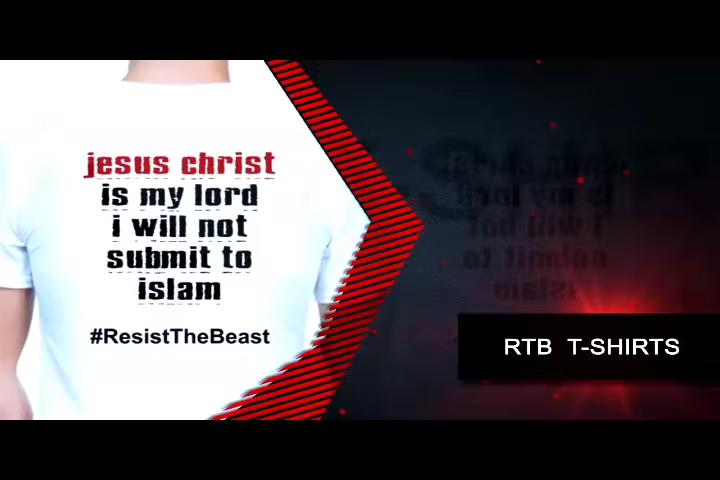 jesus christ
is my lord
i will not
submit to
islam
#ResistTheBeast
RTB T-SHIRTS